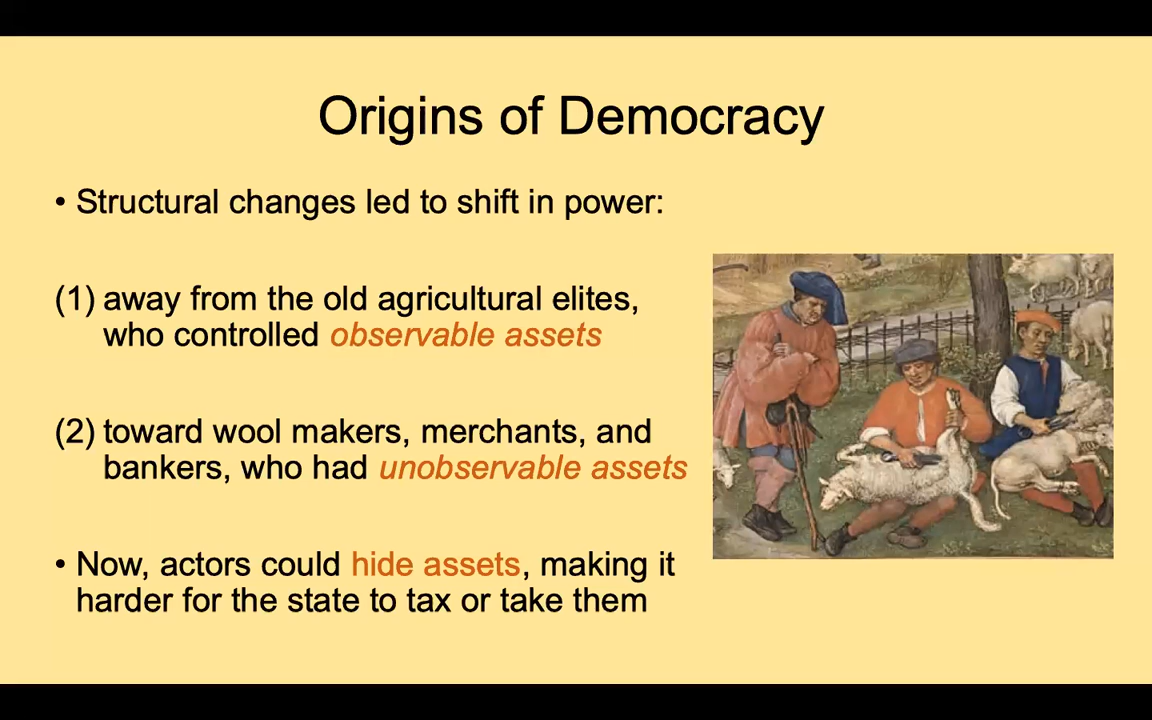 Origins of Democracy
• Structural changes led to shift in power:
(1) away from the old agricultural elites,
who controlled observable assets
(2) toward wool makers, merchants, and
bankers, who had unobservable assets
• Now, actors could hide assets, making it
harder for the state to tax or take them